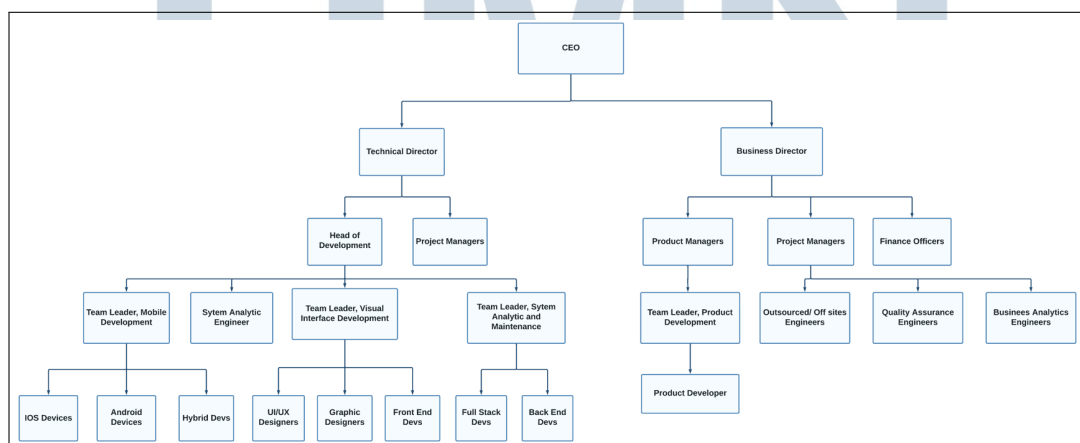 CEO
Technical Director
Business Director
Head of
Development
Project Managers
Product Managers
Project Managers
Finance Officers
Team Leader, Mobile
Development
Sytem Analytic
Engineer
Team Leader, Visual
Interface Development
Team Leader, Sytem
Analytic and
Maintenance
Team Leader, Product
Development
Outsourced/ Off sites
Engineers
Quality Assurance
Engineers
Businees Analytics
Engineers
IOS Devices
Android
Devices
Hybrid Devs
UI/UX
Designers
Graphic
Designers
Front End
Devs
Full Stack
Devs
Back End
Devs
Product Developer